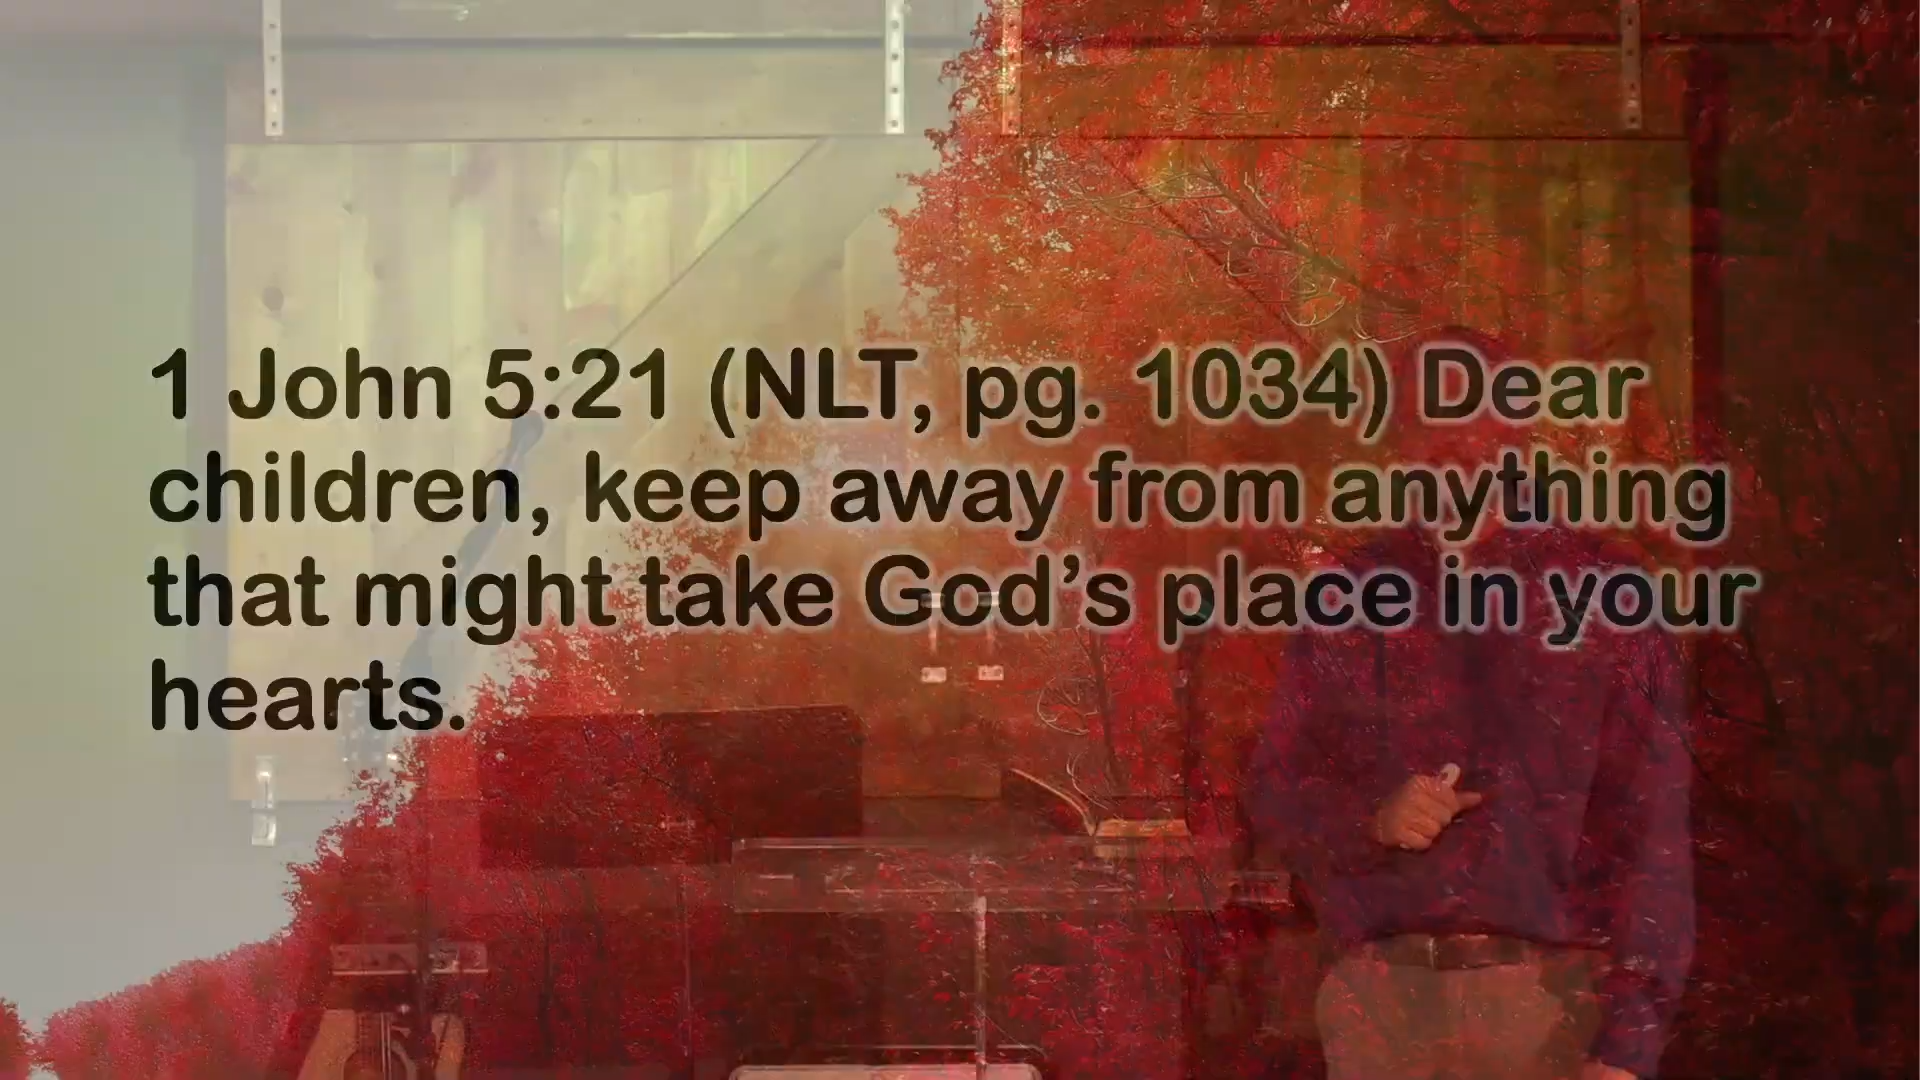 1 John 5:21 (NLT, pg. 1034) Dear
children, keep away from anything
that might take God’s place in your
hearts.